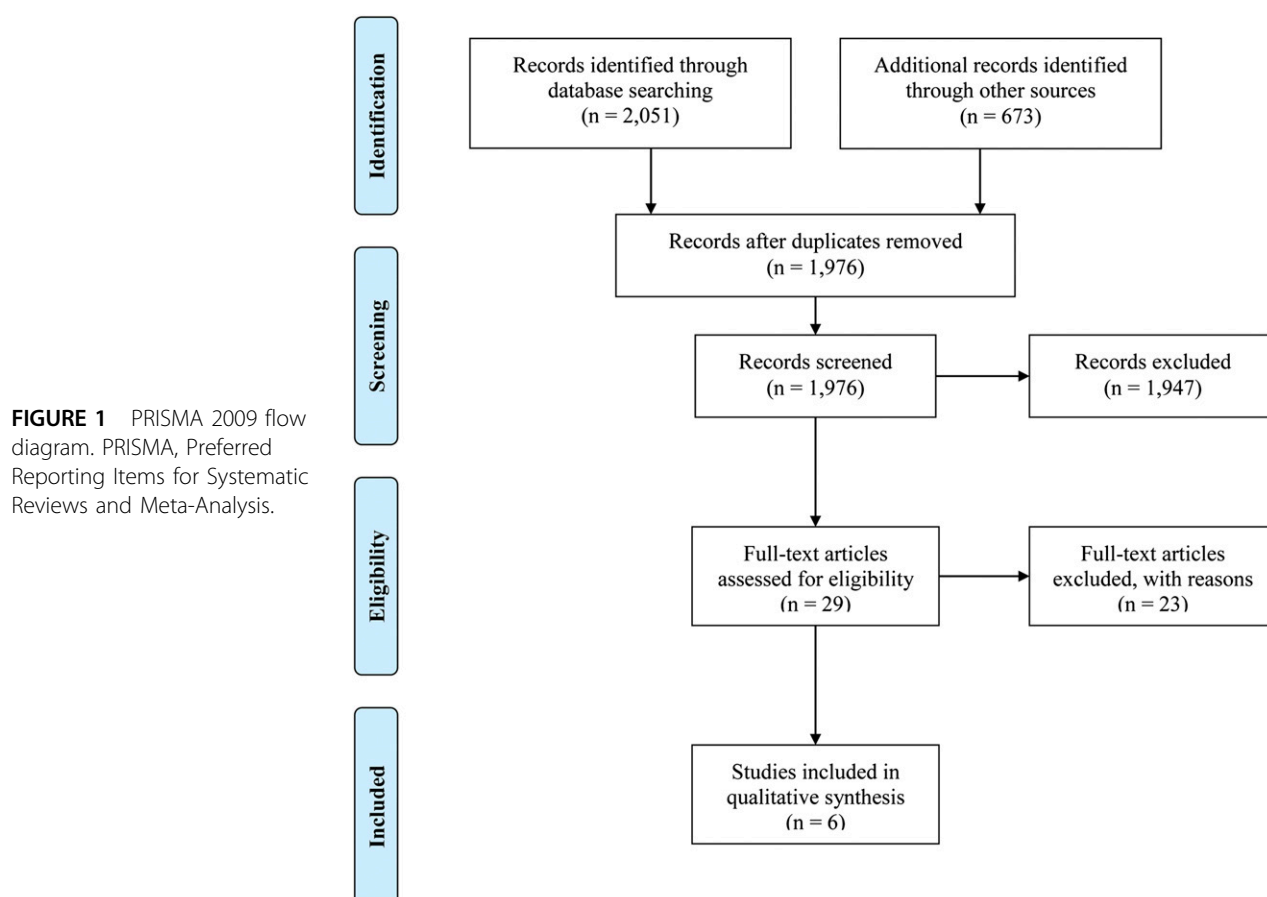 Identification
Records identified through
database searching
(n = 2,051)
Additional records identified
through other sources
(n = 673)
Records after duplicates removed
(n = 1,976)
Screening
Records screened
(n = 1,976)
Records excluded
(n = 1,947)
FIGURE 1 PRISMA 2009 flow
diagram. PRISMA, Preferred
Reporting Items for Systematic
Reviews and Meta-Analysis.
Eligibility
Full-text articles
assessed for eligibility
(n = 29)
Full-text articles
excluded, with reasons
(n = 23)
Included
Studies included in
qualitative synthesis
(n = 6)